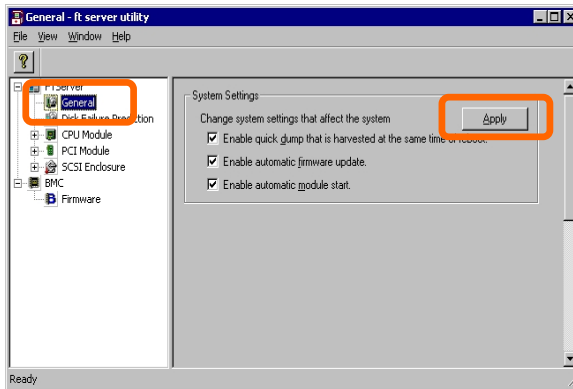 General - ft server utility
File View Window Help
FTServer
General
Disk Failure Prediction
CPU Module
PCI Module
SCSI Enclosure
BMC
Firmware
System Settings
Change system settings that affect the system
Apply
Enable quick dump that is harvested at the same time of reboot.
Enable automatic firmware update.
Enable automatic module start.
Ready